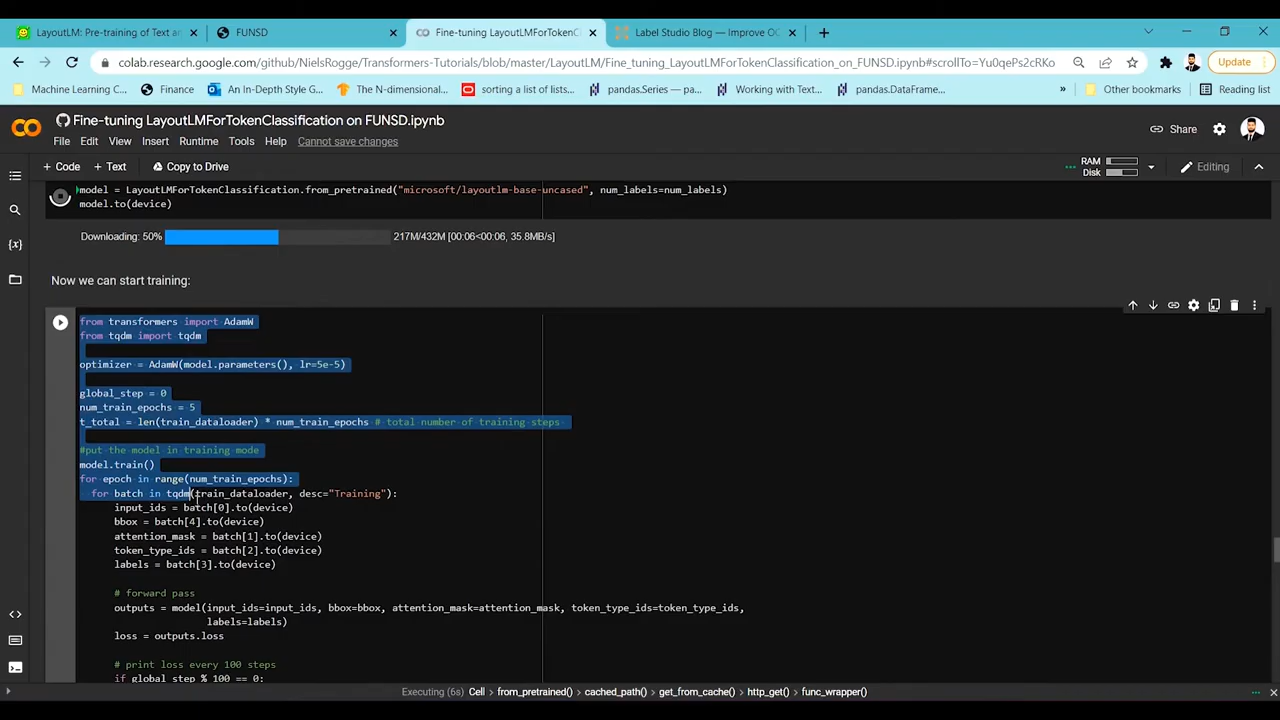 LayoutLM: Pre-training of Text an
FUNSD
Fine-tuning LayoutLMForTokenCl
Label Studio Blog — Improve OC
colab.research.google.com/github/NielsRogge/Transformers-Tutorials/blob/master/LayoutLM/Fine_tuning_LayoutLMForTokenClassification_on_FUNSD.ipynb#scrollTo=Yu0qePs2cRKo
Update
Machine Learning C...
Finance
An In-Depth Style G...
The N-dimensional...
sorting a list of lists...
pandas.Series — pa...
Working with Text...
pandas.DataFrame...
»
Other bookmarks
Reading list
Fine-tuning LayoutLMForTokenClassification on FUNSD.ipynb
Share
File Edit View Insert Runtime Tools Help Cannot save changes
+ Code + Text Copy to Drive
RAM
Disk
Editing
model = LayoutLMForTokenClassification.from_pretrained("microsoft/layoutlm-base-uncased", num_labels=num_labels)
model.to(device)
Downloading: 50% 217M/432M [00:06<00:06, 35.8MB/s]
Now we can start training:
from transformers import AdamW
from tqdm import tqdm
optimizer = AdamW(model.parameters(), lr=5e-5)
global_step = 0
num_train_epochs = 5
t_total = len(train_dataloader) * num_train_epochs # total number of training steps
#put the model in training mode
model.train()
for epoch in range(num_train_epochs):
for batch in tqdm(train_dataloader, desc="Training"):
input_ids = batch[0].to(device)
bbox = batch[4].to(device)
attention_mask = batch[1].to(device)
token_type_ids = batch[2].to(device)
labels = batch[3].to(device)
# forward pass
outputs = model(input_ids=input_ids, bbox=bbox, attention_mask=attention_mask, token_type_ids=token_type_ids,
labels=labels)
loss = outputs.loss
# print loss every 100 steps
if global_step % 100 == 0:
Executing (6s) Cell > from_pretrained() > cached_path() > get_from_cache() > http_get() > func_wrapper()